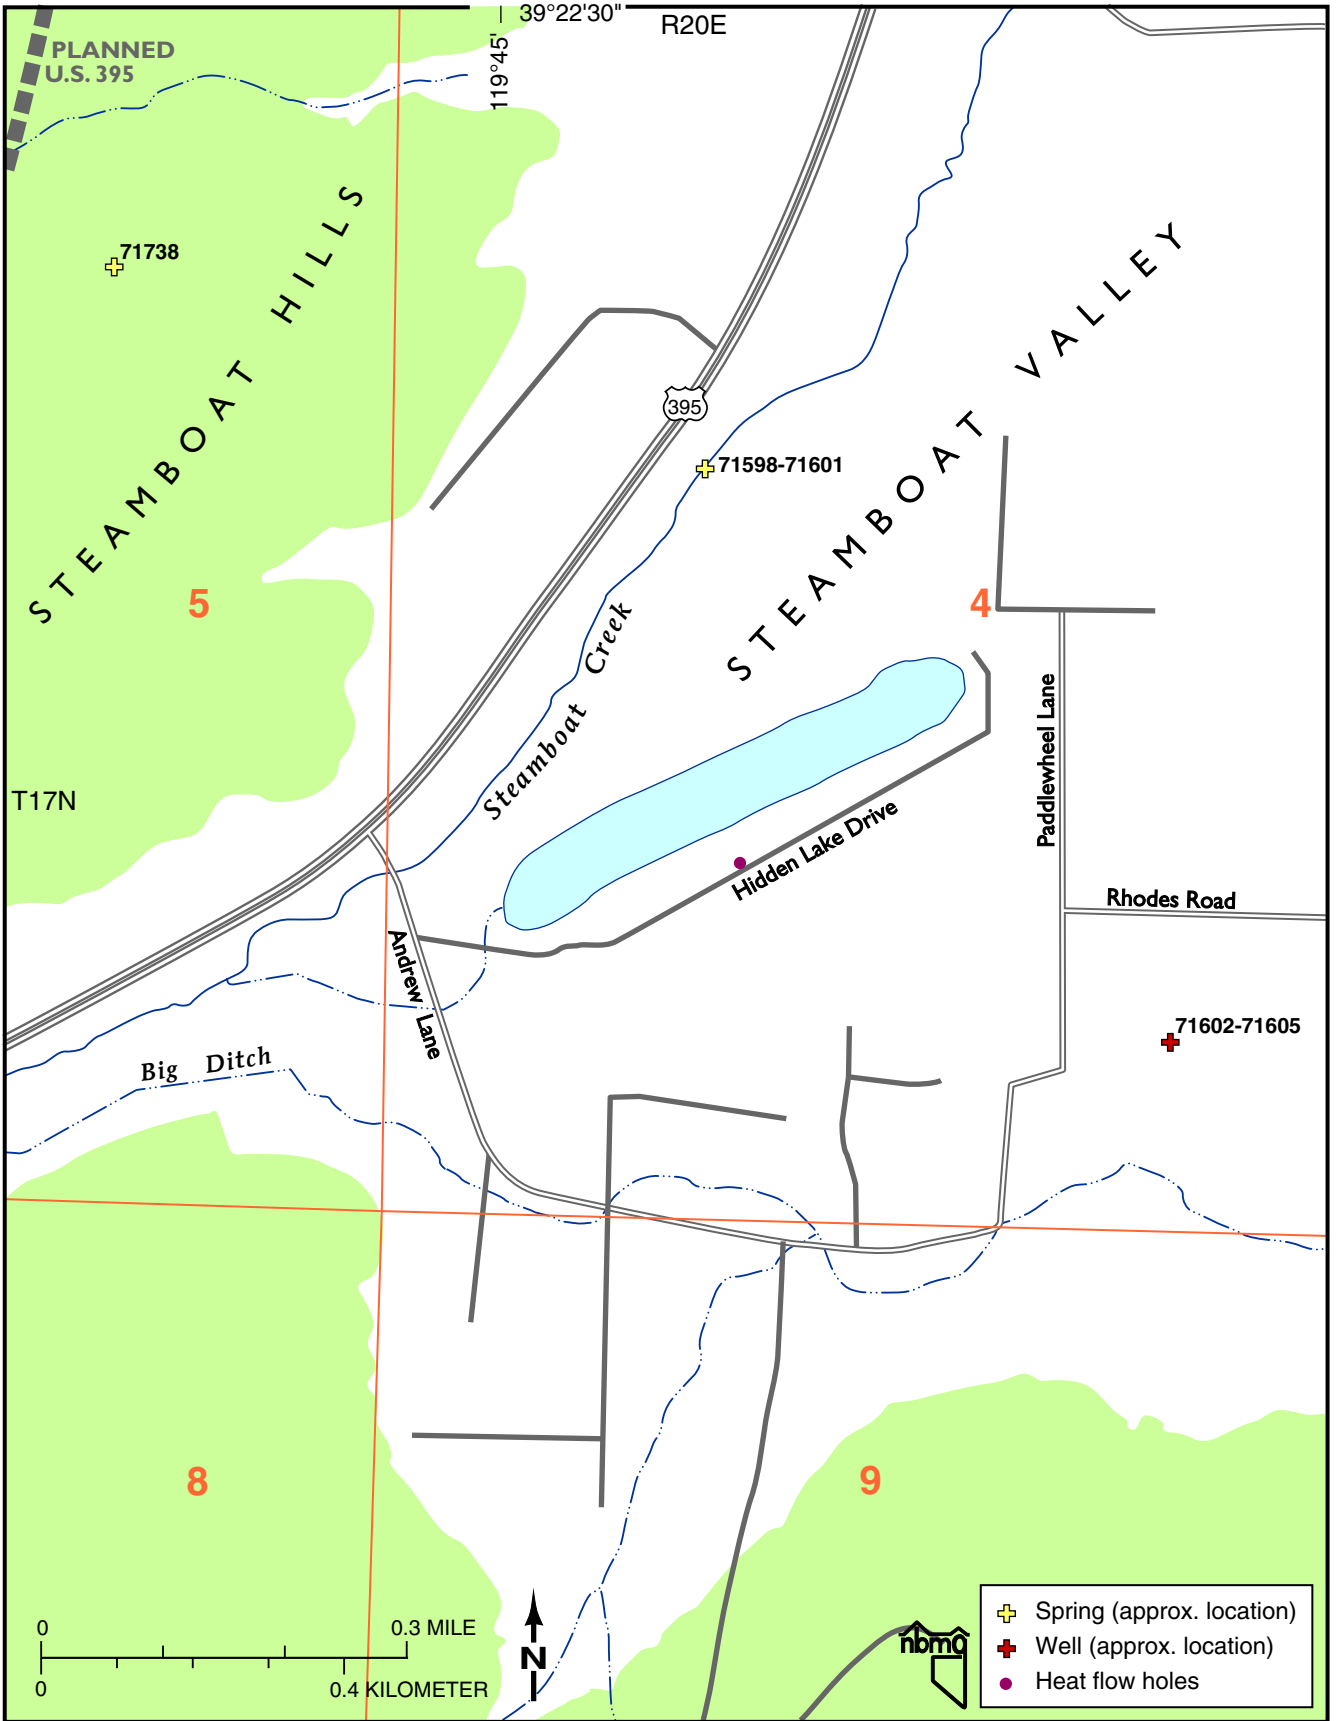 39°22'30"
119°45'
R20E
PLANNED
U.S. 395
71738
STEAMBOAT HILLS
395
71598-71601
STEAMBOAT VALLEY
5
4
Steamboat Creek
Paddlewheel Lane
T17N
Hidden Lake Drive
Rhodes Road
Andrew Lane
71602-71605
Big Ditch
8
9
0
0.3 MILE
0
0.4 KILOMETER
N
nbmg
Spring (approx. location)
Well (approx. location)
Heat flow holes